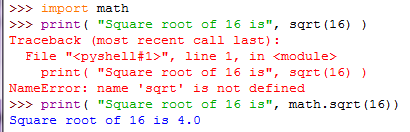 >>> import math
>>> print( "Square root of 16 is", sqrt(16) )
Traceback (most recent call last):
  File "<pyshell#1>", line 1, in <module>
    print( "Square root of 16 is", sqrt(16) )
NameError: name 'sqrt' is not defined
>>> print( "Square root of 16 is", math.sqrt(16))
Square root of 16 is 4.0